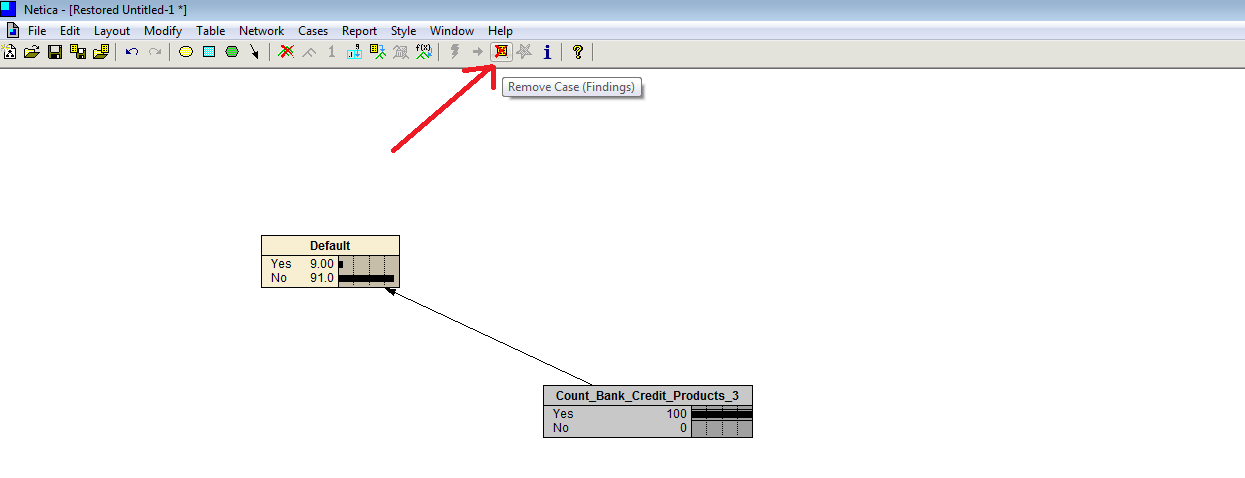 Netica - [Restored Untitled-1 *]
File Edit Layout Modify Table Network Cases Report Style Window Help
1 f(x) i ?
Remove Case (Findings)
Default
Yes 9.00
No 91.0
Count_Bank_Credit_Products_3
Yes 100
No 0